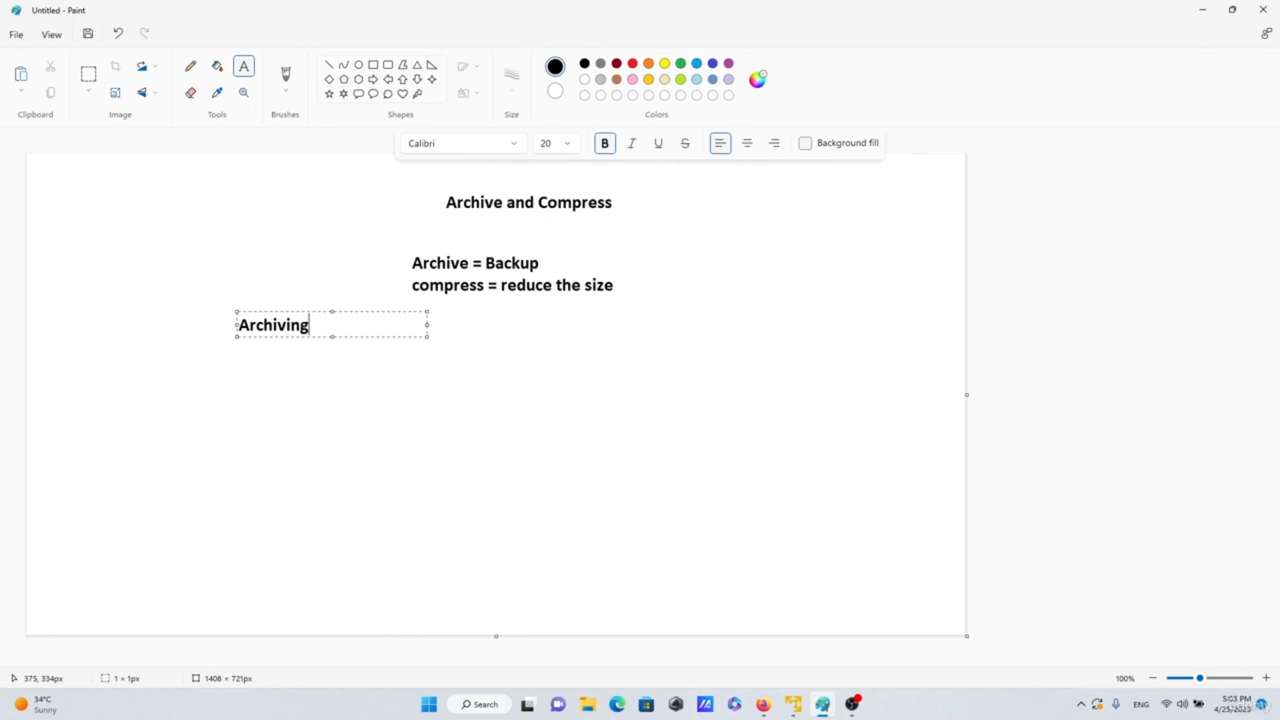 Untitled - Paint
File
View
Clipboard
Image
Tools
Brushes
Shapes
Size
Colors
Calibri
20
B
I
U
S
Background fill
Archive and Compress
Archive = Backup
compress = reduce the size
Archiving
375, 334px
1 × 1px
1408 × 721px
100%
34°C
Sunny
Search
ENG
5:03 PM
4/25/2023